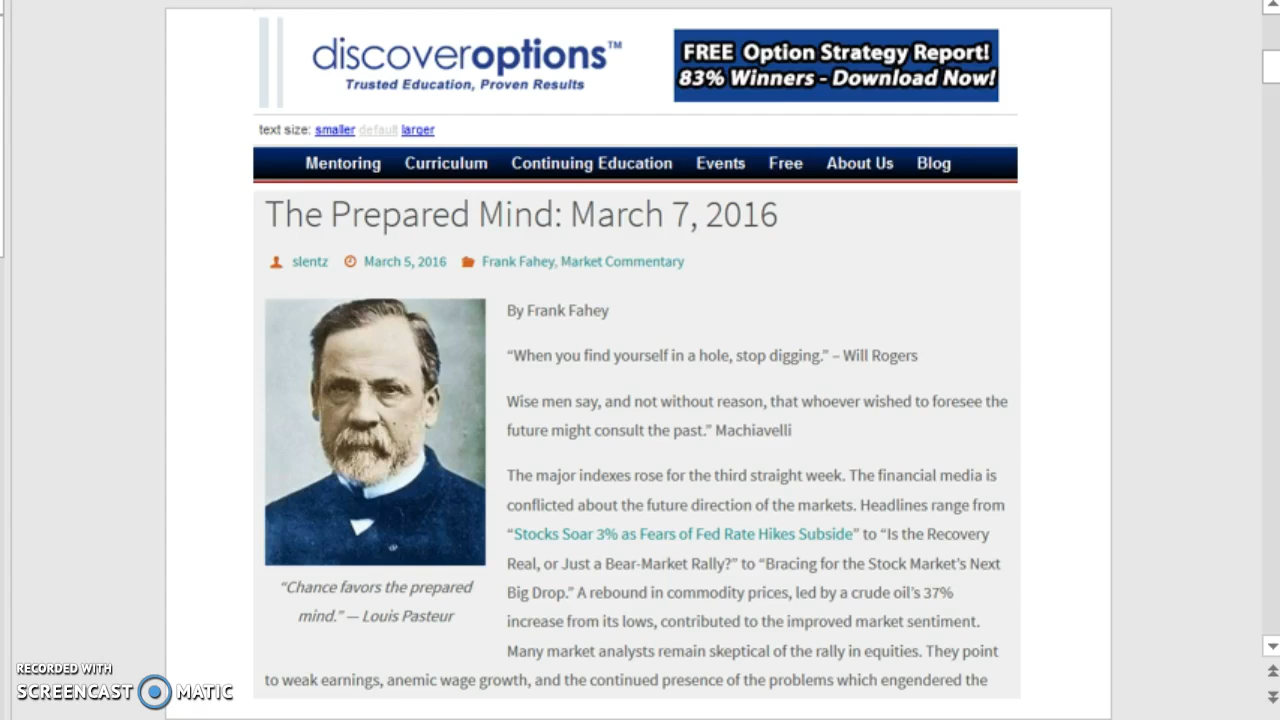 discoveroptions™
Trusted Education, Proven Results
FREE Option Strategy Report!
83% Winners - Download Now!
text size: smaller default larger
Mentoring Curriculum Continuing Education Events Free About Us Blog
The Prepared Mind: March 7, 2016
slentz March 5, 2016 Frank Fahey, Market Commentary
By Frank Fahey
“When you find yourself in a hole, stop digging.” – Will Rogers
Wise men say, and not without reason, that whoever wished to foresee the
future might consult the past.” Machiavelli
The major indexes rose for the third straight week. The financial media is
conflicted about the future direction of the markets. Headlines range from
“Stocks Soar 3% as Fears of Fed Rate Hikes Subside” to “Is the Recovery
Real, or Just a Bear-Market Rally?” to “Bracing for the Stock Market’s Next
Big Drop.” A rebound in commodity prices, led by a crude oil’s 37%
increase from its lows, contributed to the improved market sentiment.
Many market analysts remain skeptical of the rally in equities. They point
to weak earnings, anemic wage growth, and the continued presence of the problems which engendered the
“Chance favors the prepared
mind.” — Louis Pasteur
RECORDED WITH
SCREENCAST MATIC